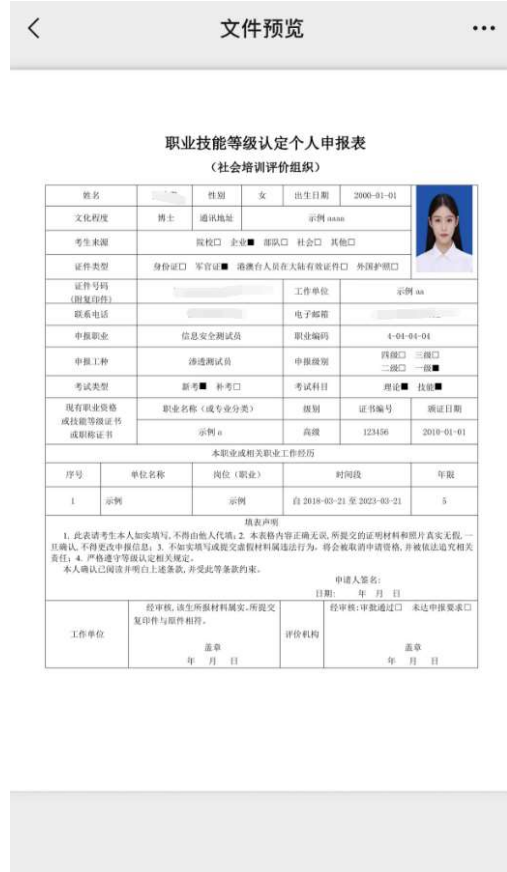 文件预览
职业技能等级认定个人申报表
（社会培训评价组织）
姓名 性别 女 出生日期 2000-01-01
文化程度 博士 通讯地址 示例 aaaa
考生来源 院校□ 企业■ 部队□ 社会□ 其他□
证件类型 身份证□ 军官证■ 港澳台人员在大陆有效证件□ 外国护照□
证件号码
(附复印件) 工作单位 示例 aa
联系电话 电子邮箱
申报职业 信息安全测试员 职业编码 4-04-04-04
申报工种 渗透测试员 申报级别 四级□ 三级□
二级□ 一级■
考试类型 新考■ 补考□ 考试科目 理论■ 技能■
现有职业资格
或技能等级证书
或职称证书
职业名称（或专业分类） 级别 证书编号 颁证日期
示例 a 高级 123456 2010-01-01
本职业或相关职业工作经历
序号 单位名称 岗位（职业） 时间段 年限
1 示例 示例 自 2018-03-21 至 2023-03-21 5
填表声明
1. 此表请考生本人如实填写,不得由他人代填；2. 本表格内容正确无误,所提交的证明材料和照片真实无假,一
旦确认,不得更改申报信息；3. 不如实填写或提交虚假材料属违法行为。将会被取消申请资格,并被依法追究相关
责任；4. 严格遵守等级认定相关规定。
本人确认已阅读并明白上述条款,并受此等条款约束。
申请人签名：
日期： 年 月 日
工作单位
经审核,该生所报材料属实,所提交
复印件与原件相符。
盖章
年 月 日
评价机构
经审核:审批通过□ 未达申报要求□
盖章
年 月 日